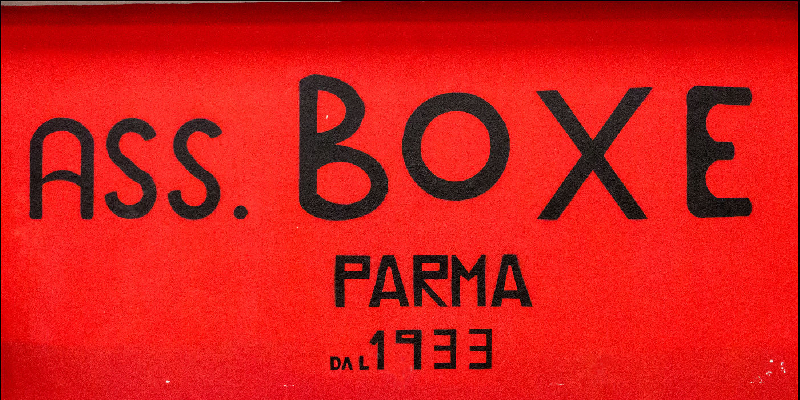 ASS. BOXE
PARMA
DAL 1933